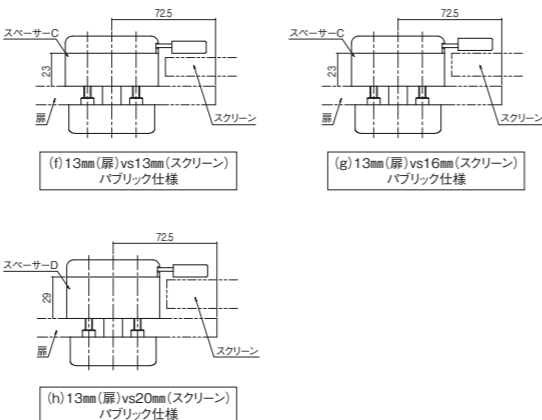 72.5
スペーサーC
23
扉
スクリーン
(f)13㎜(扉)vs13㎜(スクリーン)
パブリック仕様
72.5
スペーサーC
23
扉
スクリーン
(g)13㎜(扉)vs16㎜(スクリーン)
パブリック仕様
72.5
スペーサーD
29
扉
スクリーン
(h)13㎜(扉)vs20㎜(スクリーン)
パブリック仕様